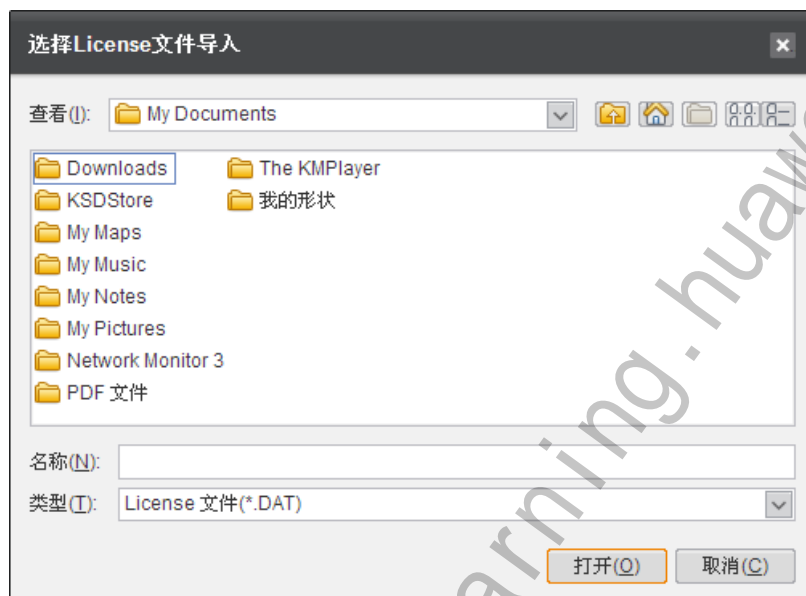 选择License文件导入
查看(I): My Documents
Downloads The KMPlayer
KSDStore 我的形状
My Maps
My Music
My Notes
My Pictures
Network Monitor 3
PDF 文件
名称(N):
类型(T): License 文件(*.DAT)
打开(O) 取消(C)
arning.huaw